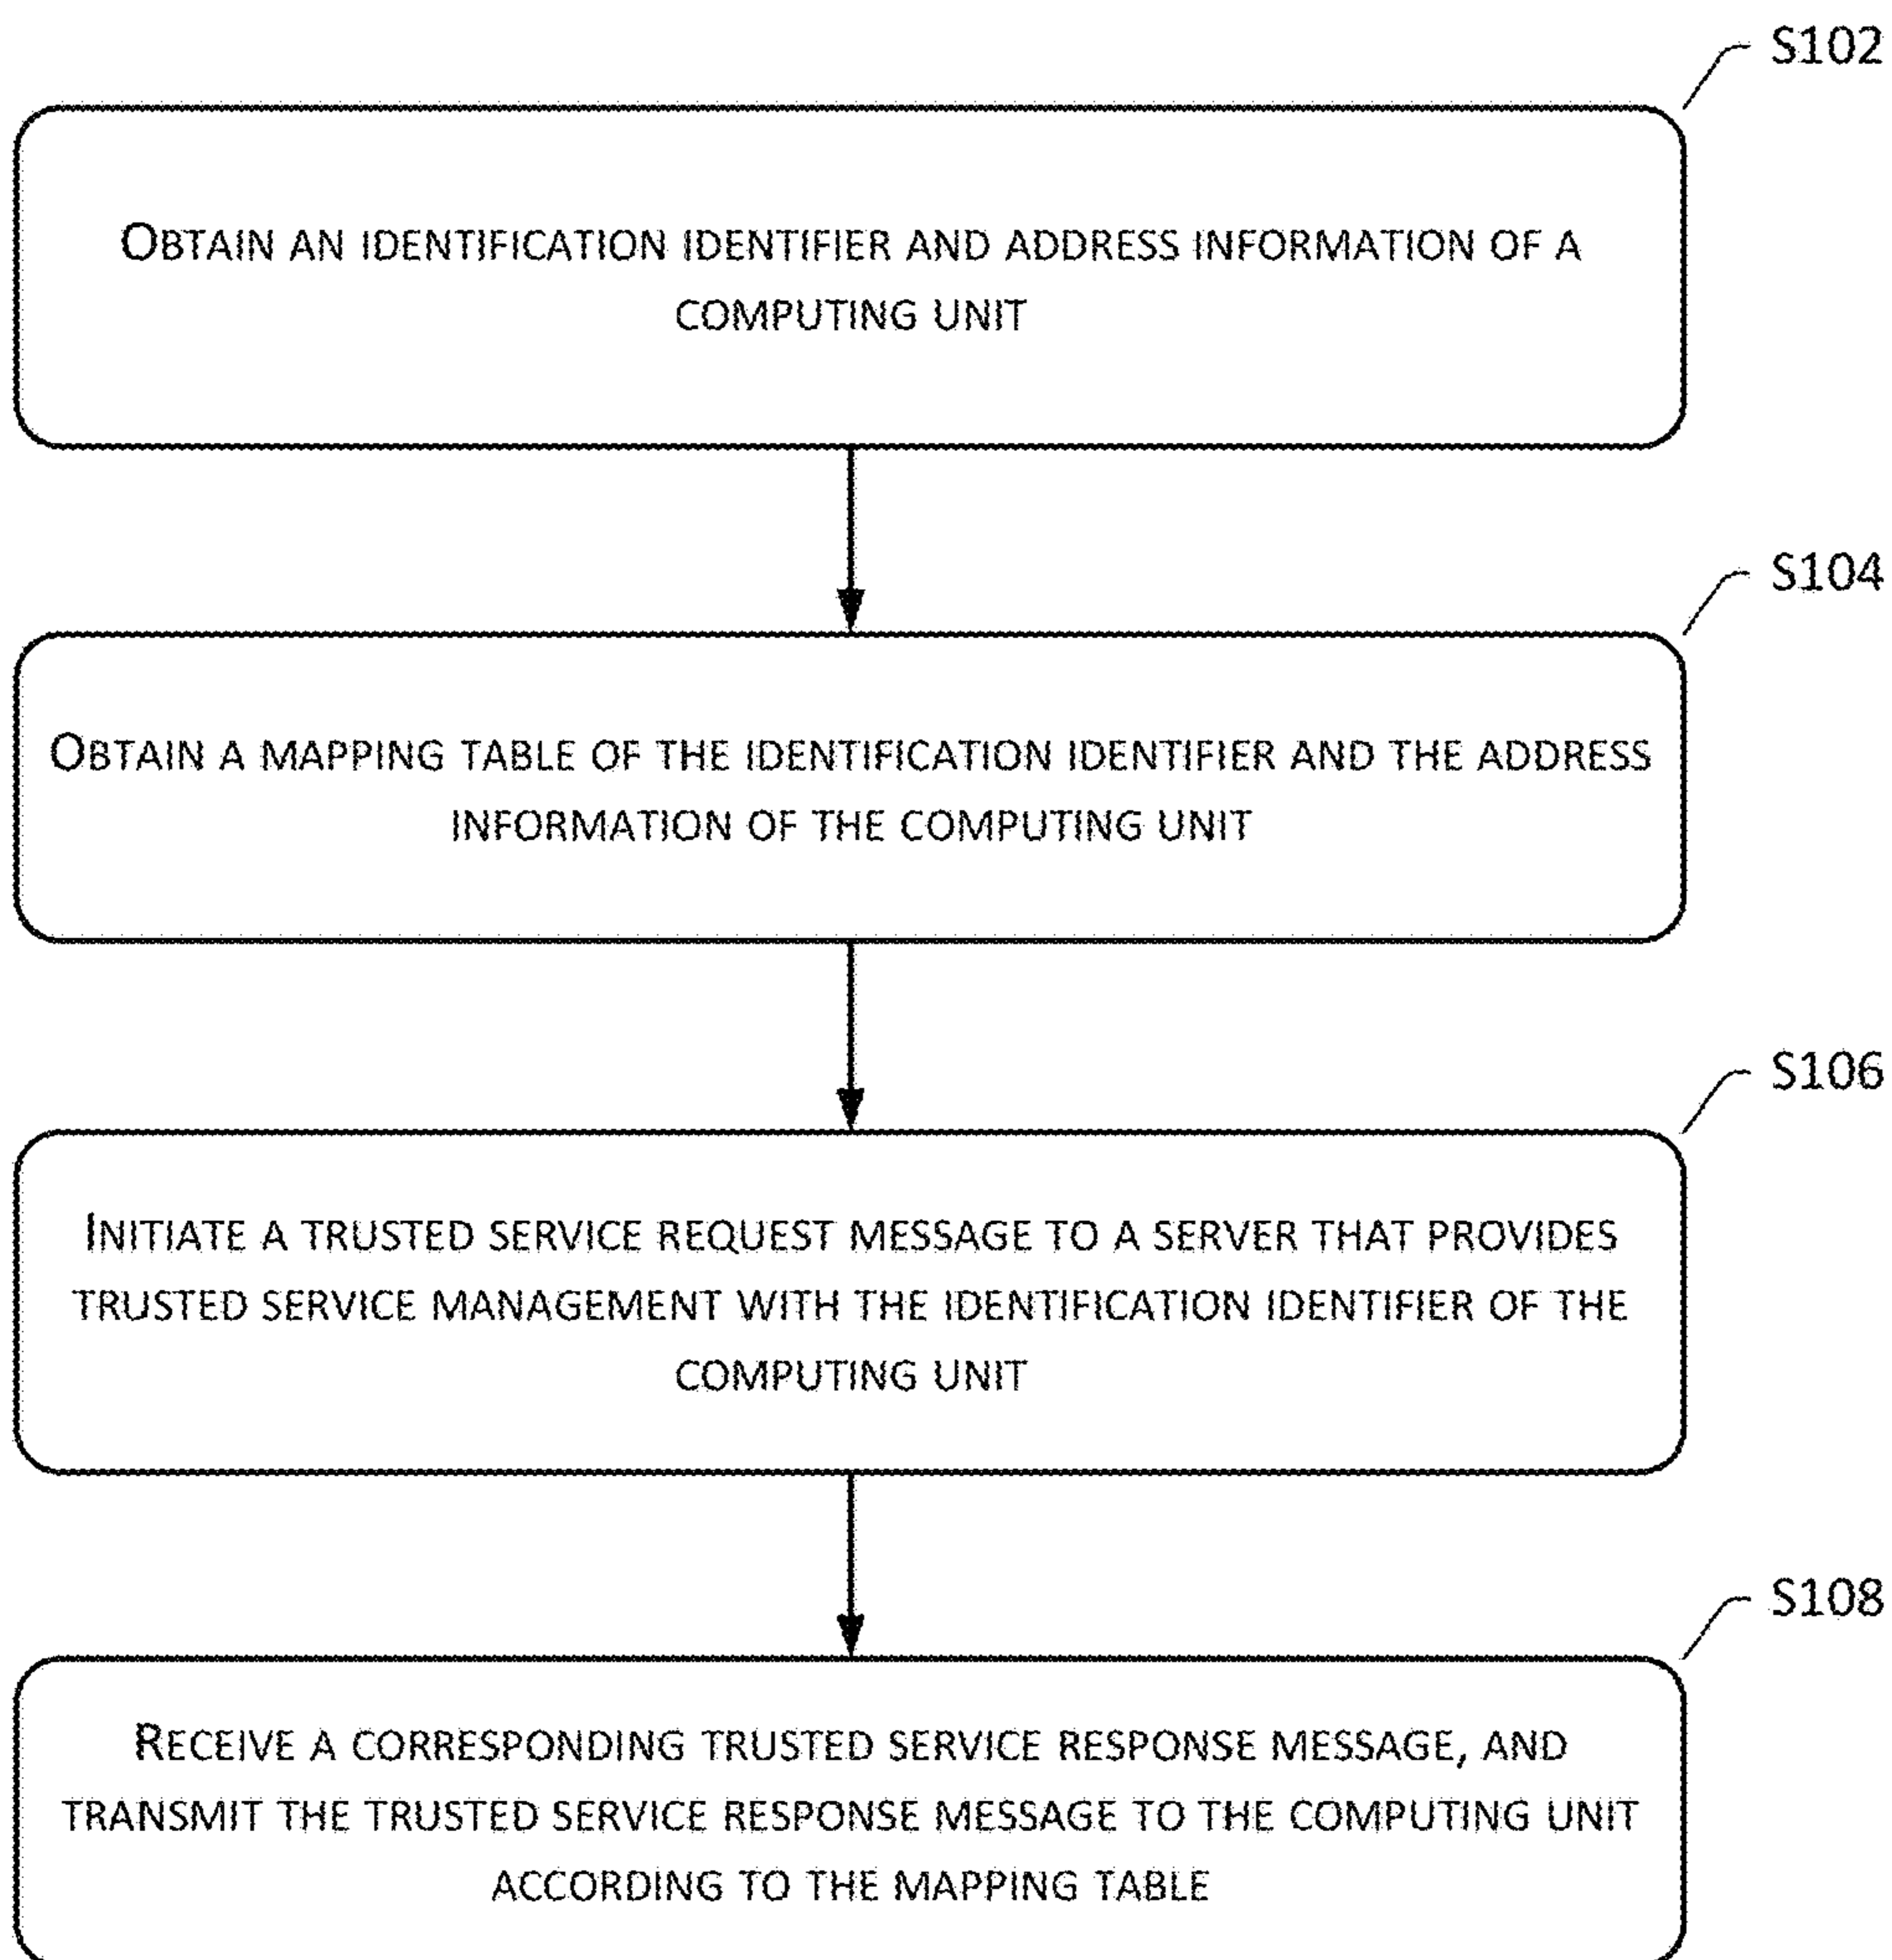 S102
OBTAIN AN IDENTIFICATION IDENTIFIER AND ADDRESS INFORMATION OF A
COMPUTING UNIT
S104
OBTAIN A MAPPING TABLE OF THE IDENTIFICATION IDENTIFIER AND THE ADDRESS
INFORMATION OF THE COMPUTING UNIT
S106
INITIATE A TRUSTED SERVICE REQUEST MESSAGE TO A SERVER THAT PROVIDES
TRUSTED SERVICE MANAGEMENT WITH THE IDENTIFICATION IDENTIFIER OF THE
COMPUTING UNIT
S108
RECEIVE A CORRESPONDING TRUSTED SERVICE RESPONSE MESSAGE, AND
TRANSMIT THE TRUSTED SERVICE RESPONSE MESSAGE TO THE COMPUTING UNIT
ACCORDING TO THE MAPPING TABLE